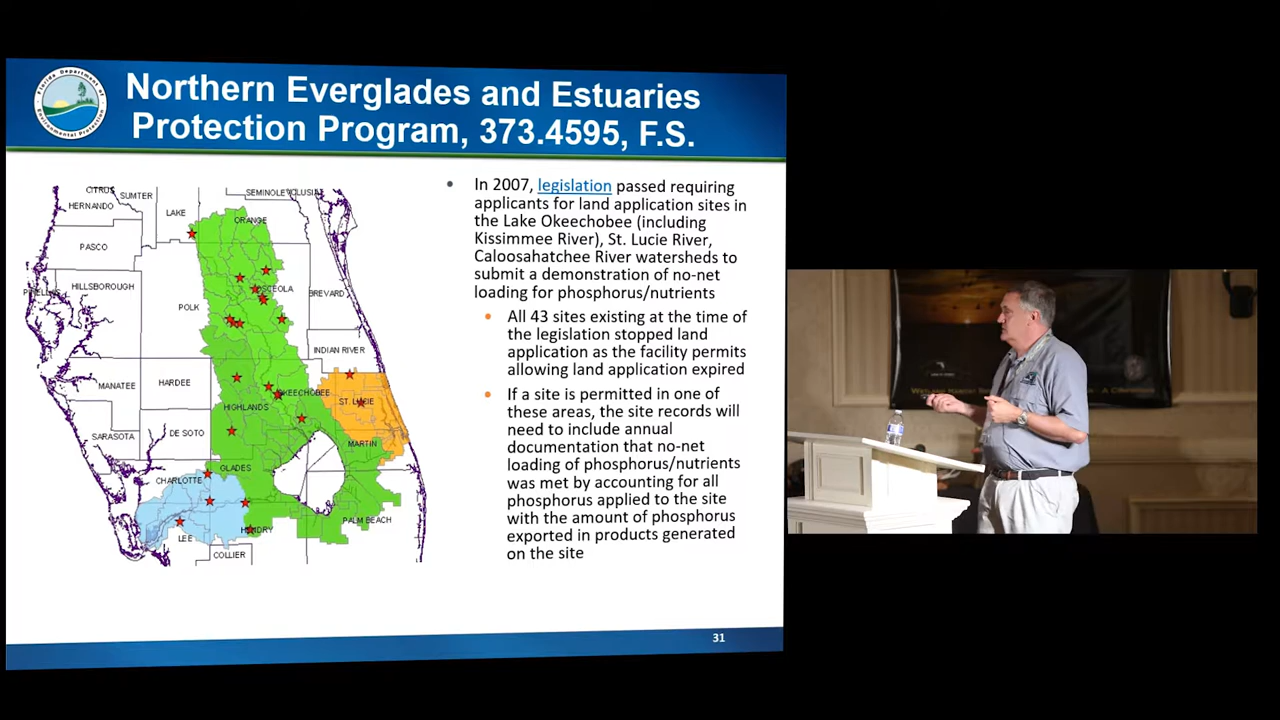 Florida Department of
Environmental Protection
Northern Everglades and Estuaries
Protection Program, 373.4595, F.S.
CITRUS
SUMTER
HERNANDO
LAKE
SEMINOLE
ORANGE
PASCO
HILLSBOROUGH
POLK
BREVARD
INDIAN RIVER
MANATEE
HARDEE
HIGHLANDS
ST. LUCIE
SARASOTA
DE SOTO
MARTIN
GLADES
CHARLOTTE
PALM BEACH
LEE
COLLIER
• In 2007, legislation passed requiring
applicants for land application sites in
the Lake Okeechobee (including
Kissimmee River), St. Lucie River,
Caloosahatchee River watersheds to
submit a demonstration of no-net
loading for phosphorus/nutrients
• All 43 sites existing at the time of
the legislation stopped land
application as the facility permits
allowing land application expired
• If a site is permitted in one of
these areas, the site records will
need to include annual
documentation that no-net
loading of phosphorus/nutrients
was met by accounting for all
phosphorus applied to the site
with the amount of phosphorus
exported in products generated
on the site
31